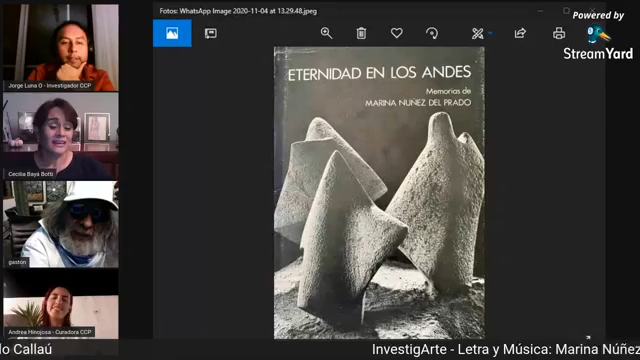 Fotos: WhatsApp Image 2020-11-04 at 13.29.48.jpeg
Powered by
StreamYard
ETERNIDAD EN LOS ANDES
Memorias de
MARINA NUÑEZ DEL PRADO
Jorge Luna O - Investigador CCP
Cecilia Bayá Botti
gaston
Andrea Hinojosa - Curadora CCP
lo Callaú
InvestigArte - Letra y Música: Marina Núñez